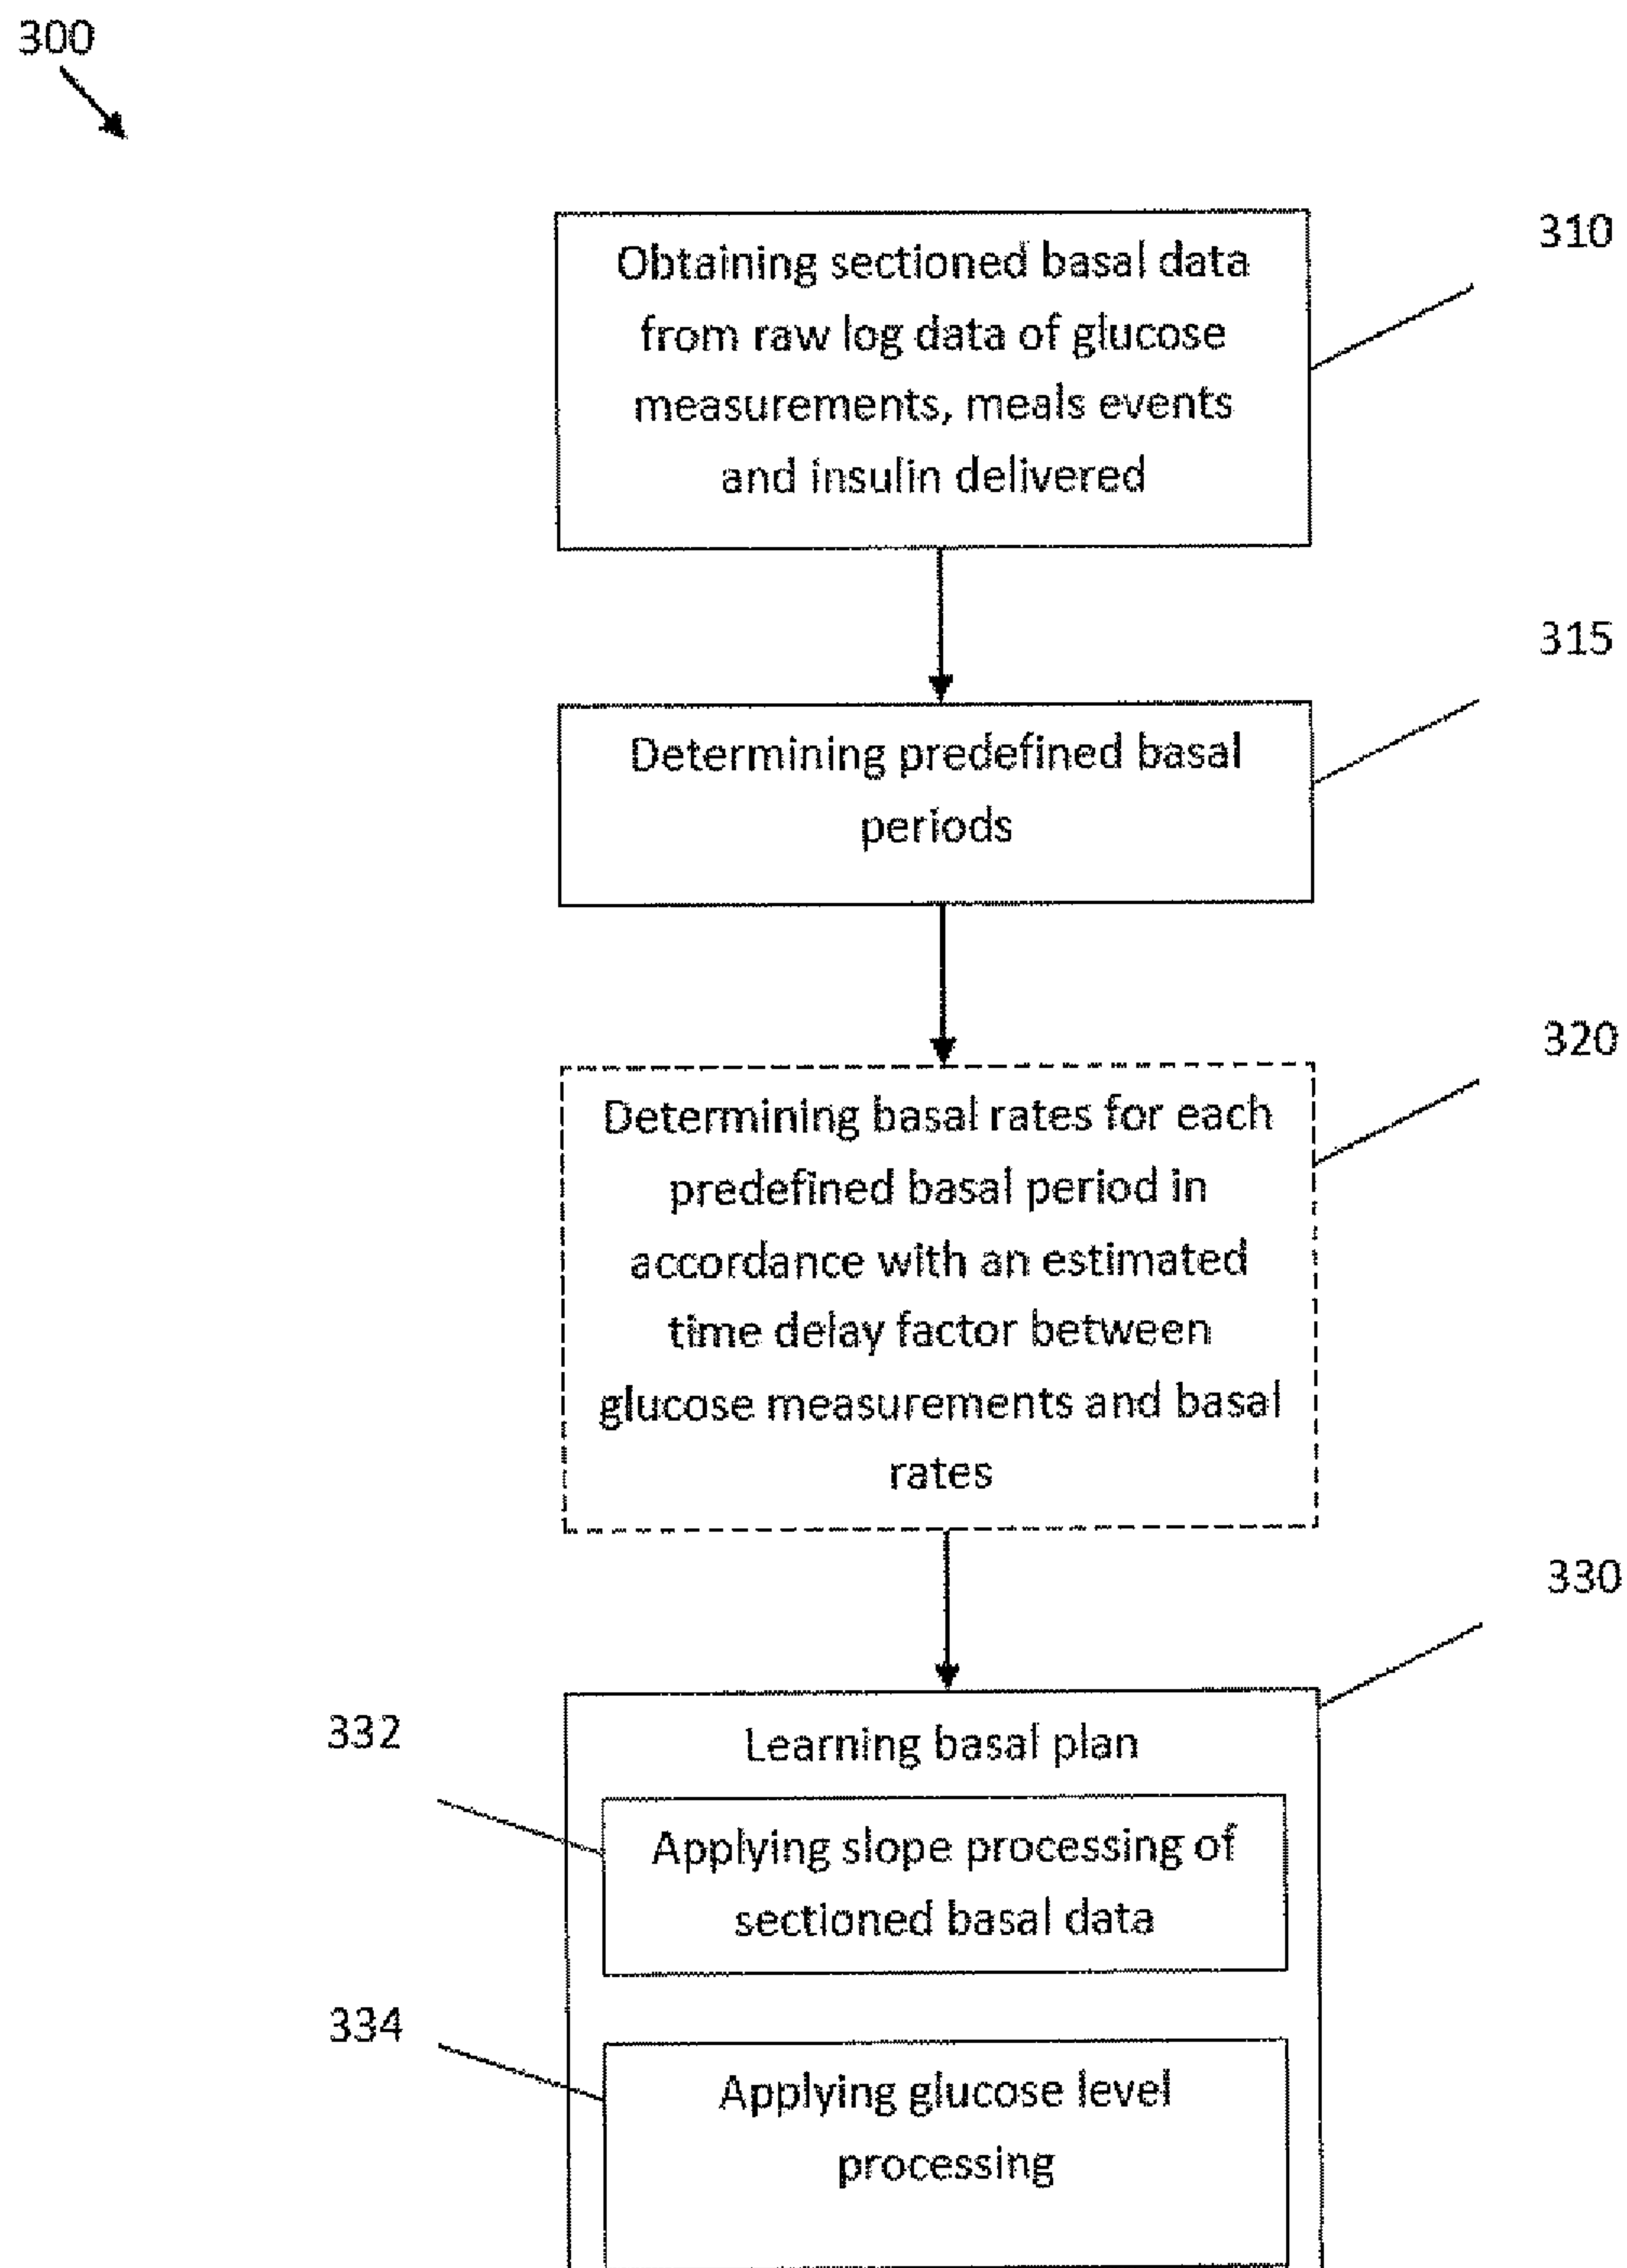 300
310
Obtaining sectioned basal data
from raw log data of glucose
measurements, meals events
and insulin delivered
315
Determining predefined basal
periods
320
Determining basal rates for each
predefined basal period in
accordance with an estimated
time delay factor between
glucose measurements and basal
rates
330
332
Learning basal plan
Applying slope processing of
sectioned basal data
334
Applying glucose level
processing